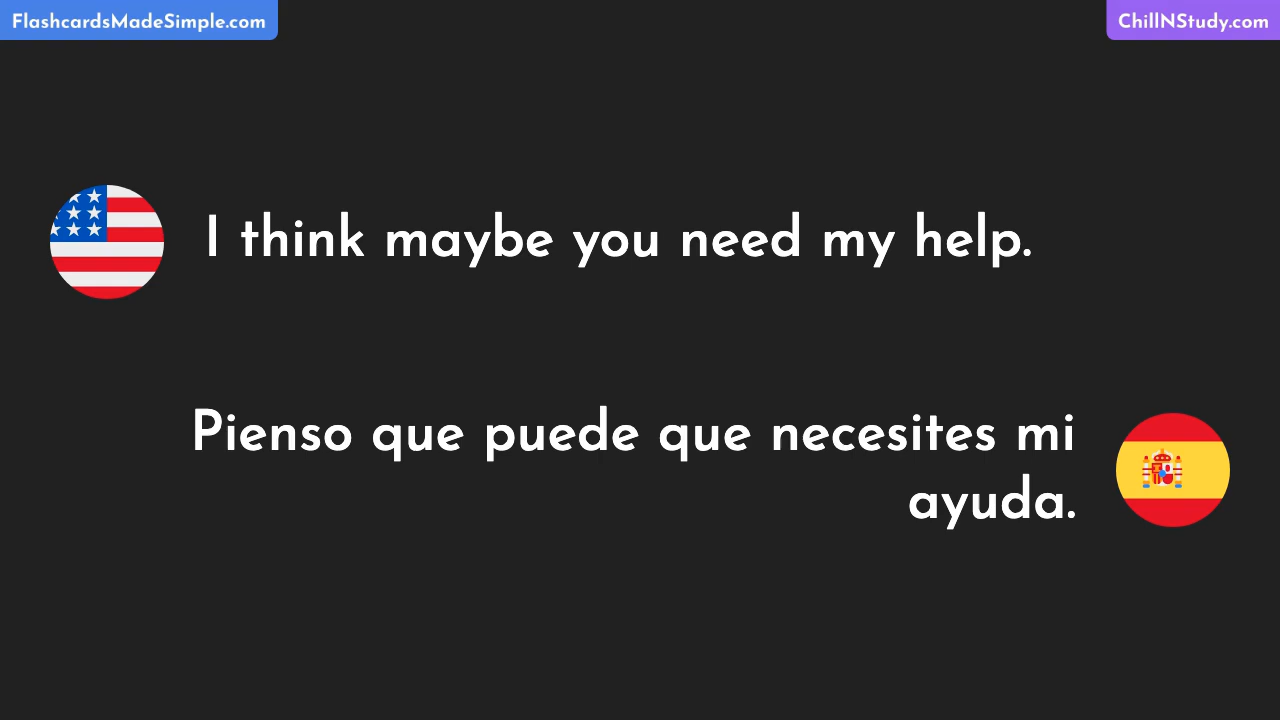 FlashcardsMadeSimple.com
ChillNStudy.com
I think maybe you need my help.
Pienso que puede que necesites mi
ayuda.